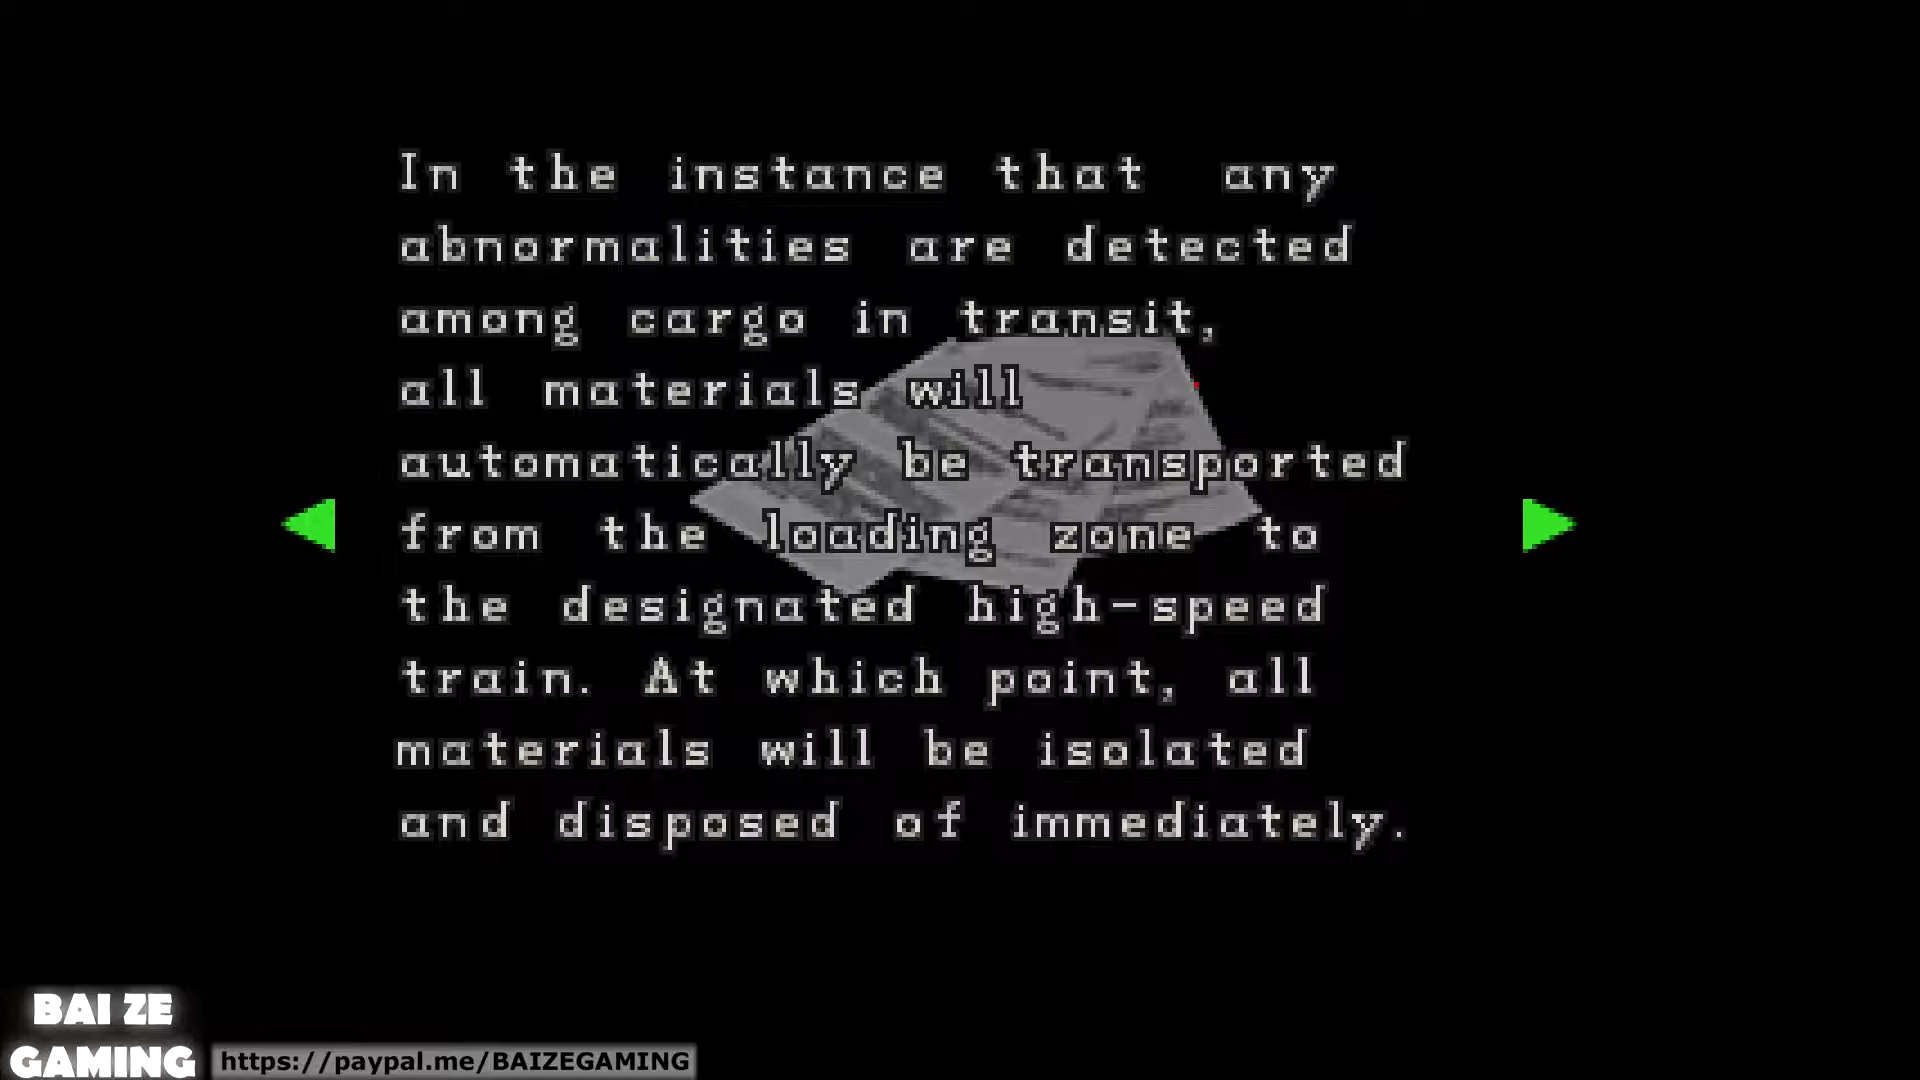 In the instance that any
abnormalities are detected
among cargo in transit,
all materials will
automatically be transported
from the loading zone to
the designated high-speed
train. At which point, all
materials will be isolated
and disposed of immediately.
BAI ZE
GAMING
https://paypal.me/BAIZEGAMING